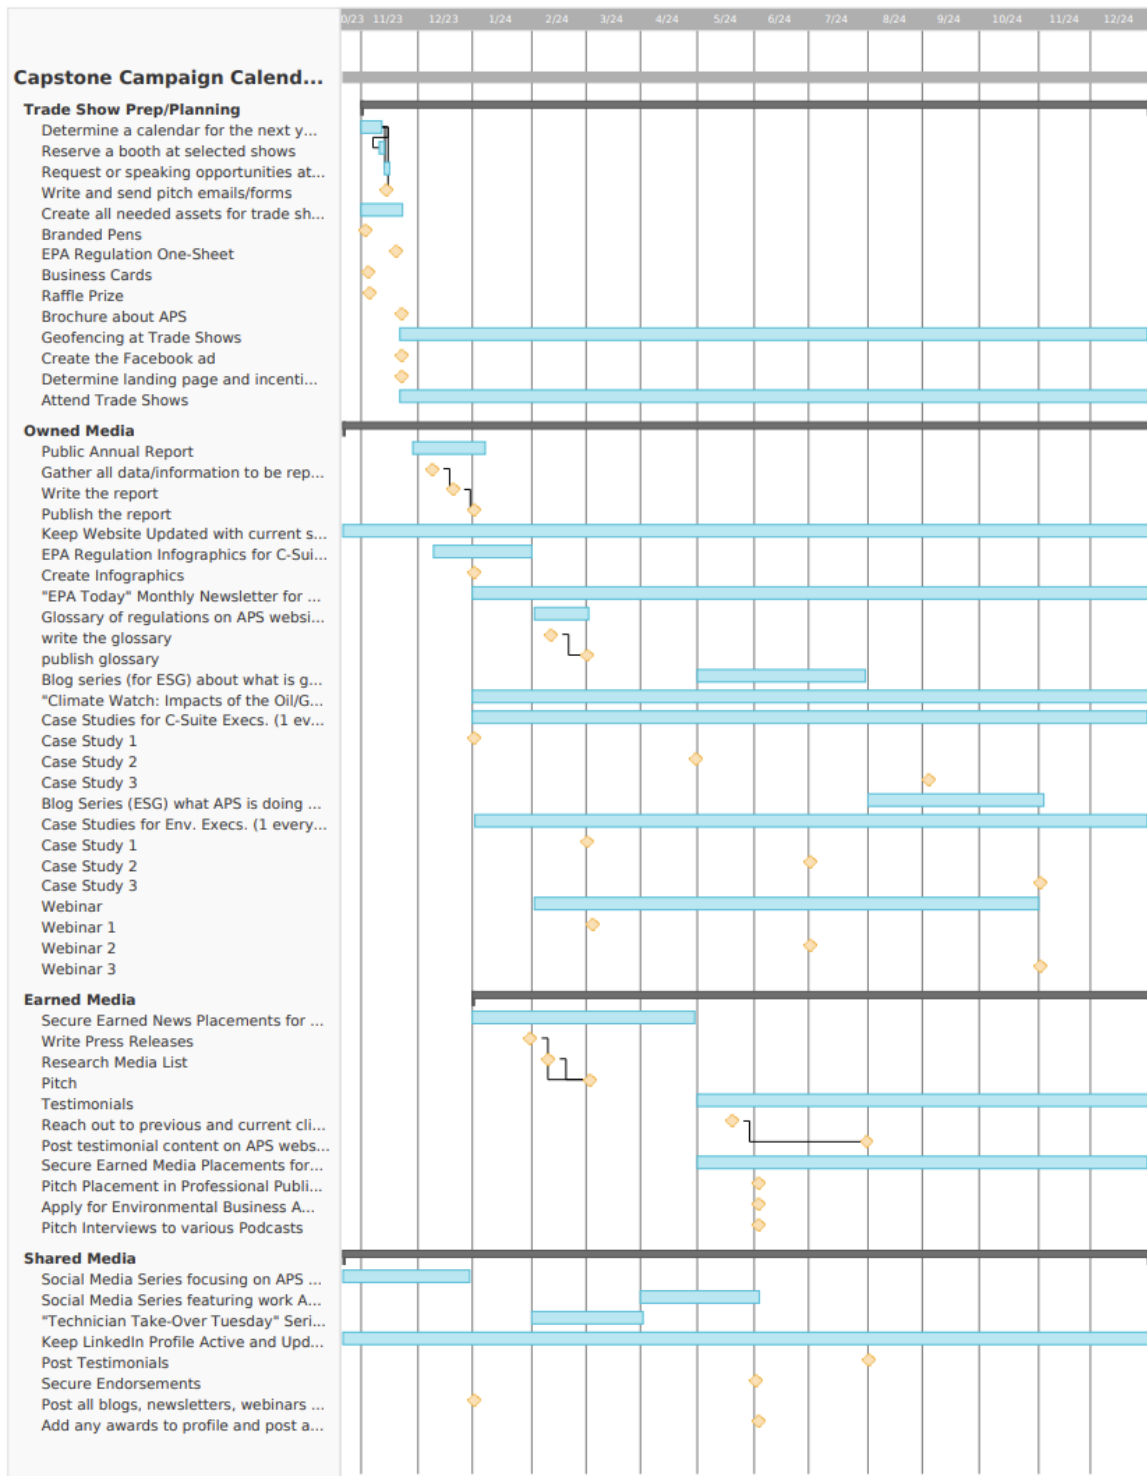 0/23 11/23 12/23 1/24 2/24 3/24 4/24 5/24 6/24 7/24 8/24 9/24 10/24 11/24 12/24
Capstone Campaign Calend...
Trade Show Prep/Planning
Determine a calendar for the next y...
Reserve a booth at selected shows
Request or speaking opportunities at...
Write and send pitch emails/forms
Create all needed assets for trade sh...
Branded Pens
EPA Regulation One-Sheet
Business Cards
Raffle Prize
Brochure about APS
Geofencing at Trade Shows
Create the Facebook ad
Determine landing page and incenti...
Attend Trade Shows
Owned Media
Public Annual Report
Gather all data/information to be rep...
Write the report
Publish the report
Keep Website Updated with current s...
EPA Regulation Infographics for C-Sui...
Create Infographics
"EPA Today" Monthly Newsletter for ...
Glossary of regulations on APS websi...
write the glossary
publish glossary
Blog series (for ESG) about what is g...
"Climate Watch: Impacts of the Oil/G...
Case Studies for C-Suite Execs. (1 ev...
Case Study 1
Case Study 2
Case Study 3
Blog Series (ESG) what APS is doing ...
Case Studies for Env. Execs. (1 every...
Case Study 1
Case Study 2
Case Study 3
Webinar
Webinar 1
Webinar 2
Webinar 3
Earned Media
Secure Earned News Placements for ...
Write Press Releases
Research Media List
Pitch
Testimonials
Reach out to previous and current cli...
Post testimonial content on APS webs...
Secure Earned Media Placements for...
Pitch Placement in Professional Publi...
Apply for Environmental Business A...
Pitch Interviews to various Podcasts
Shared Media
Social Media Series focusing on APS ...
Social Media Series featuring work A...
"Technician Take-Over Tuesday" Seri...
Keep LinkedIn Profile Active and Upd...
Post Testimonials
Secure Endorsements
Post all blogs, newsletters, webinars ...
Add any awards to profile and post a...